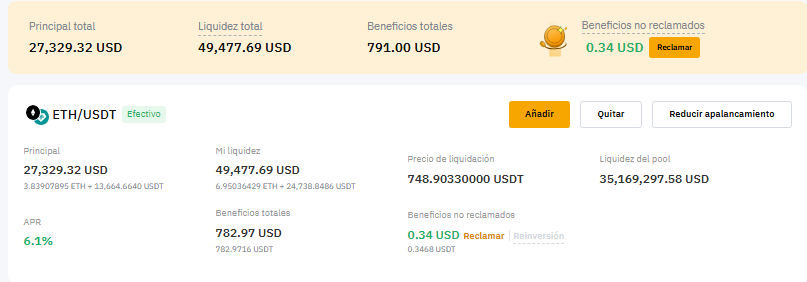 Principal total
27,329.32 USD
Liquidez total
49,477.69 USD
Beneficios totales
791.00 USD
Beneficios no reclamados
0.34 USD Reclamar
ETH/USDT Efectivo
Añadir
Quitar
Reducir apalancamiento
Principal
27,329.32 USD
3.83907895 ETH + 13,664.6640 USDT
Mi liquidez
49,477.69 USD
6.95036429 ETH + 24,738.8486 USDT
Precio de liquidación
748.90330000 USDT
Liquidez del pool
35,169,297.58 USD
APR
6.1%
Beneficios totales
782.97 USD
782.9716 USDT
Beneficios no reclamados
0.34 USD Reclamar | Reinversión
0.3468 USDT